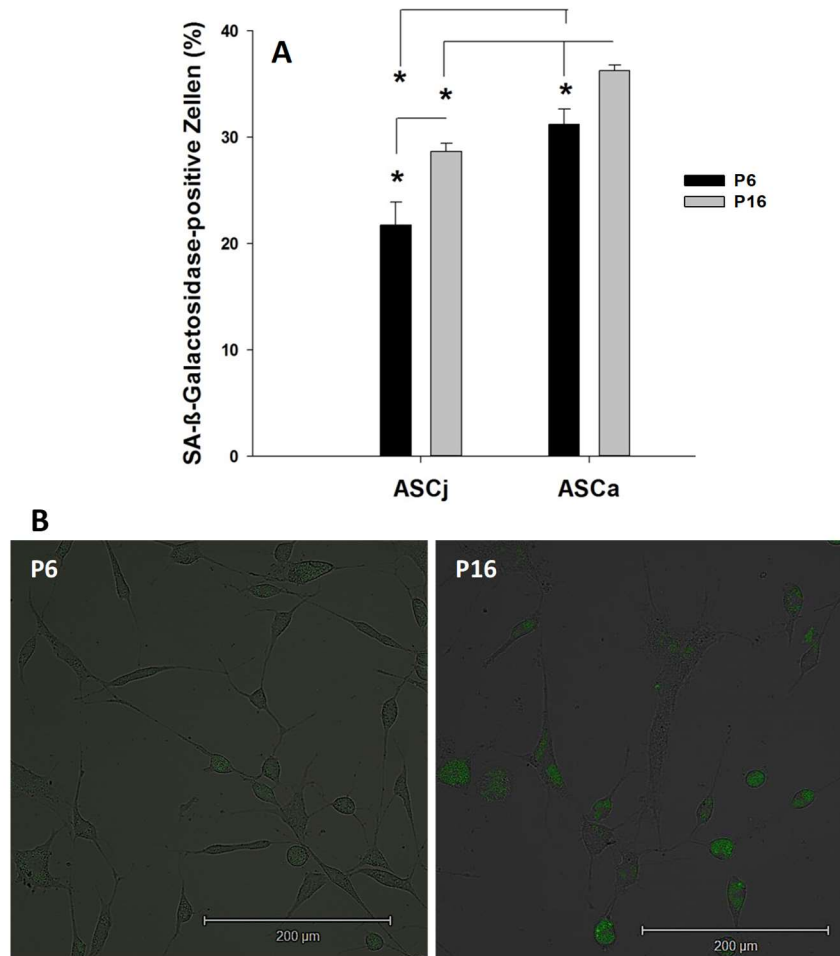 A
SA-ß-Galactosidase-positive Zellen (%)
40
30
20
10
0
* * *
*
ASCj ASCa
P6
P16
B
P6 P16
200 µm 200 µm